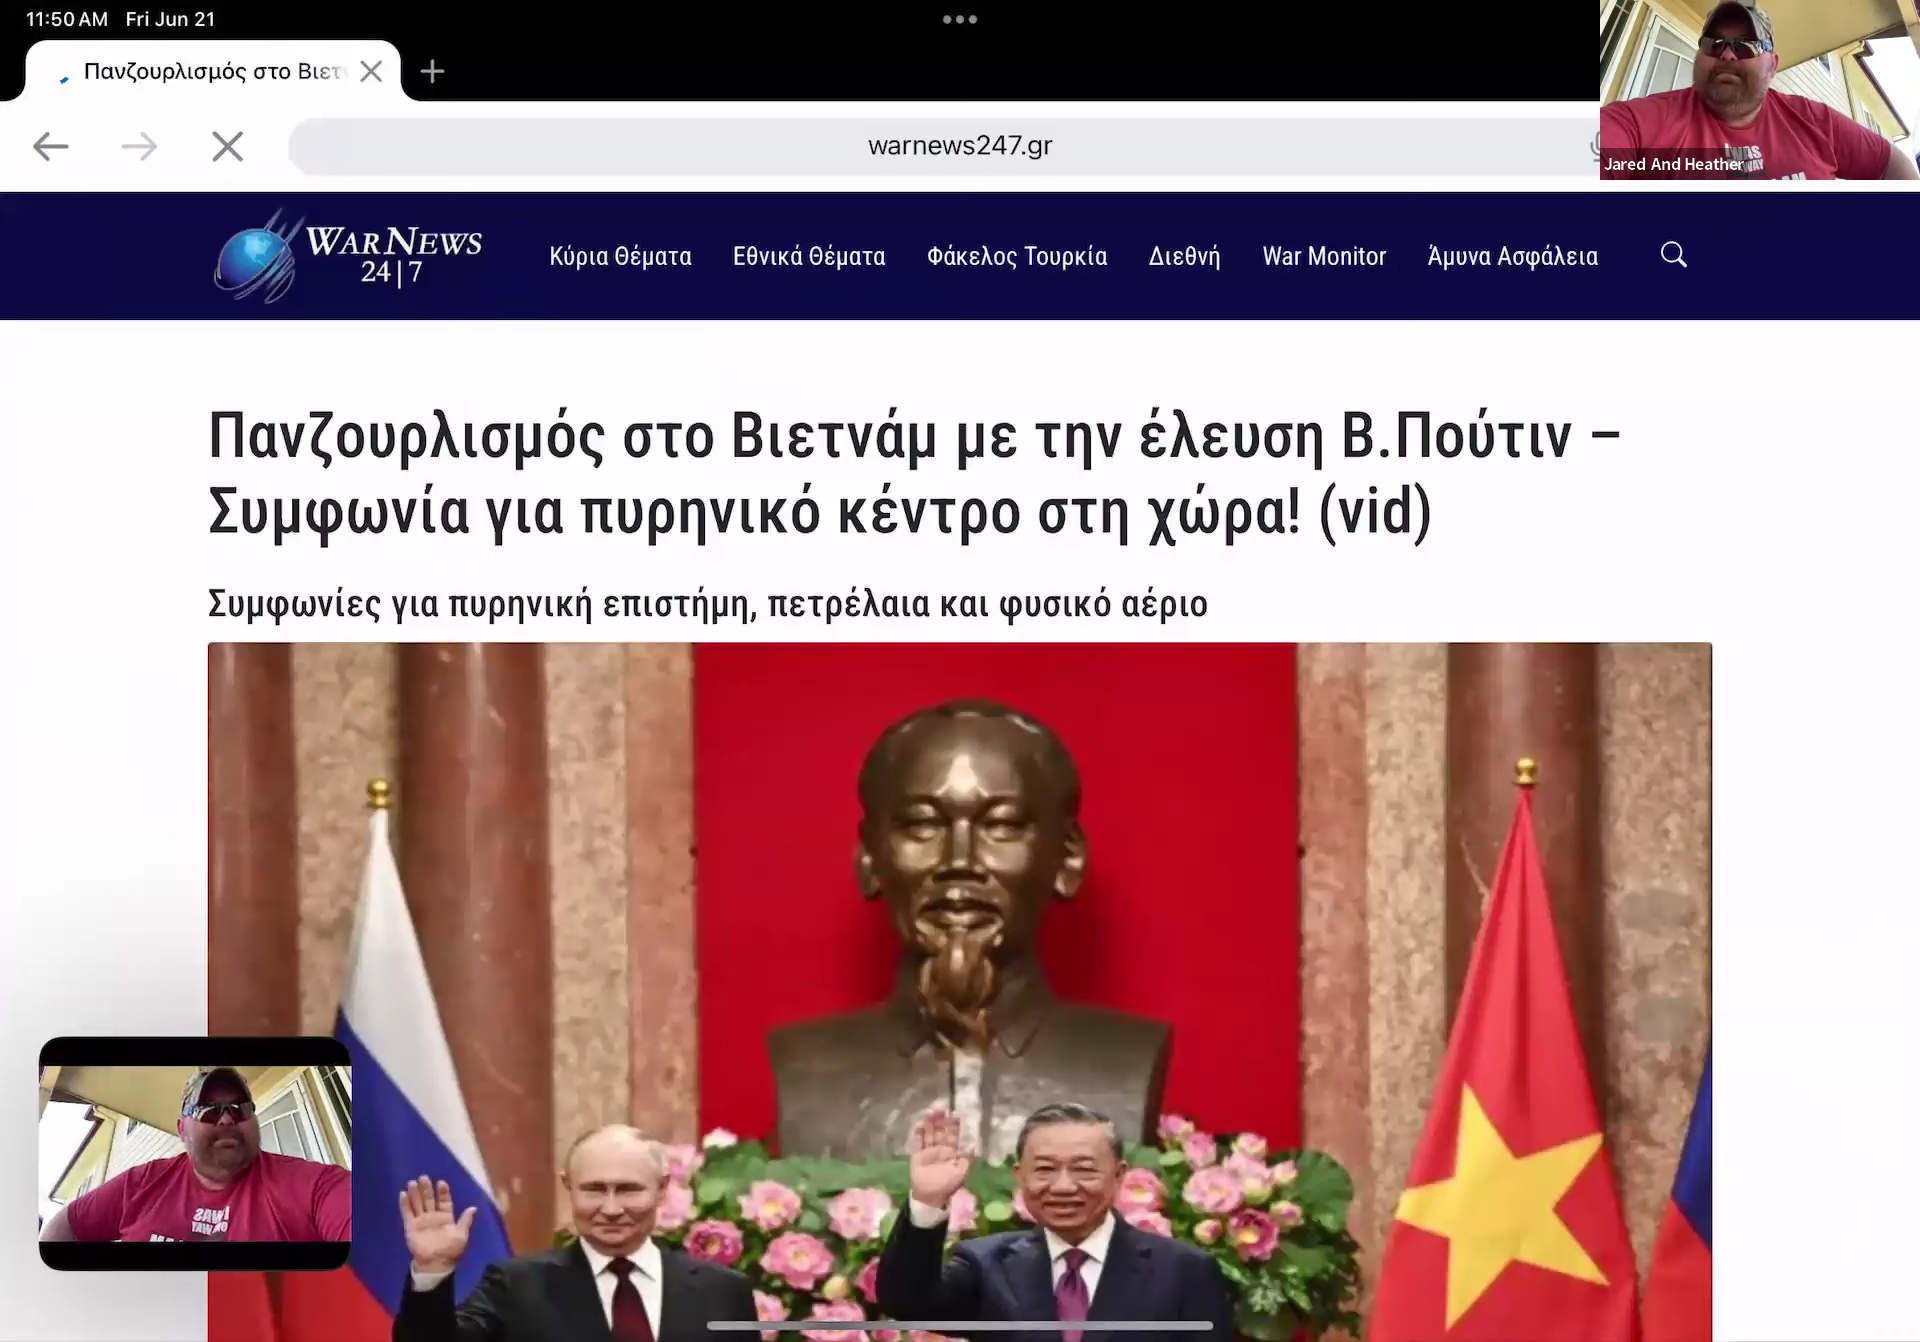 11:50 AM Fri Jun 21
Πανζουρλισμός στο Βιετ
warnews247.gr
Jared And Heather
WAR NEWS
24|7
Κύρια Θέματα Εθνικά Θέματα Φάκελος Τουρκία Διεθνή War Monitor Άμυνα Ασφάλεια
Πανζουρλισμός στο Βιετνάμ με την έλευση Β.Πούτιν –
Συμφωνία για πυρηνικό κέντρο στη χώρα! (vid)
Συμφωνίες για πυρηνική επιστήμη, πετρέλαια και φυσικό αέριο